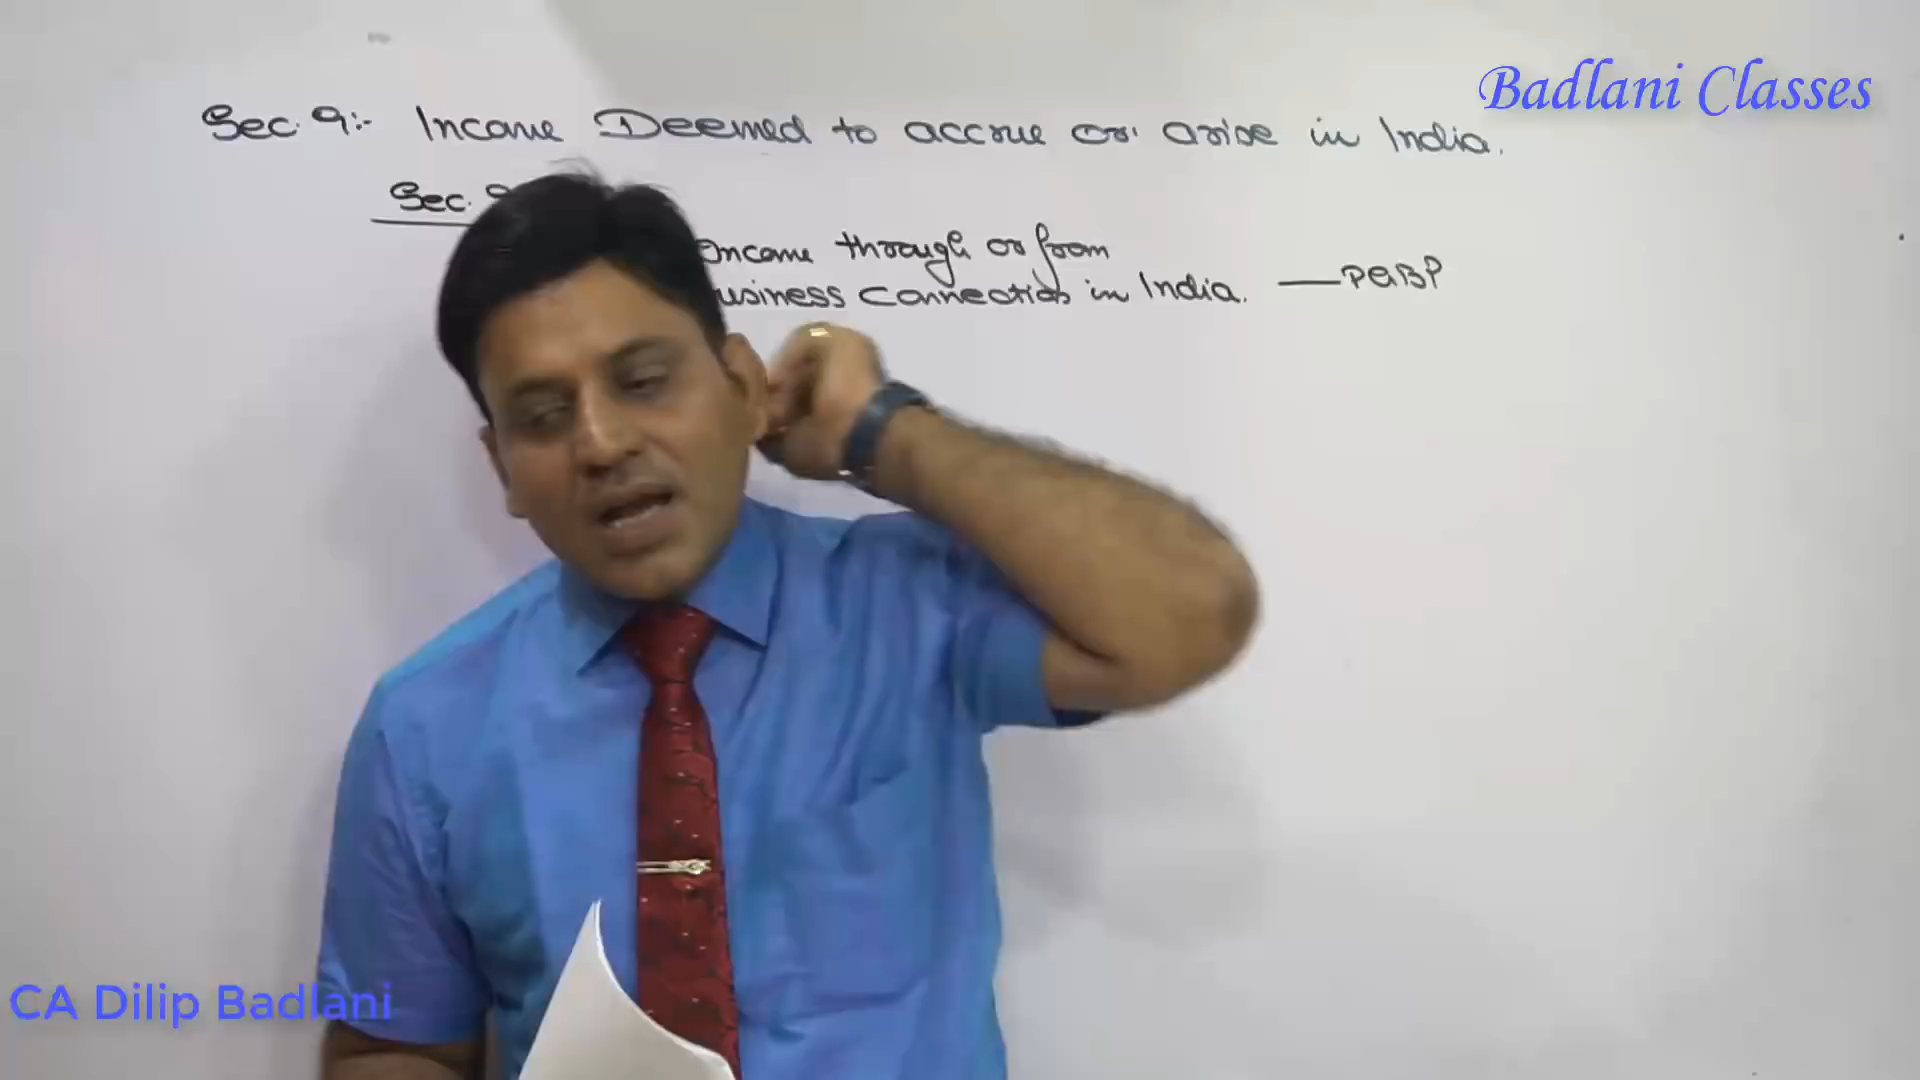 Badlani Classes
Sec. 9:- Income Deemed to accrue or arise in India.
Sec.
Income through or from
usiness Connection in India. — PGBP
CA Dilip Badlani